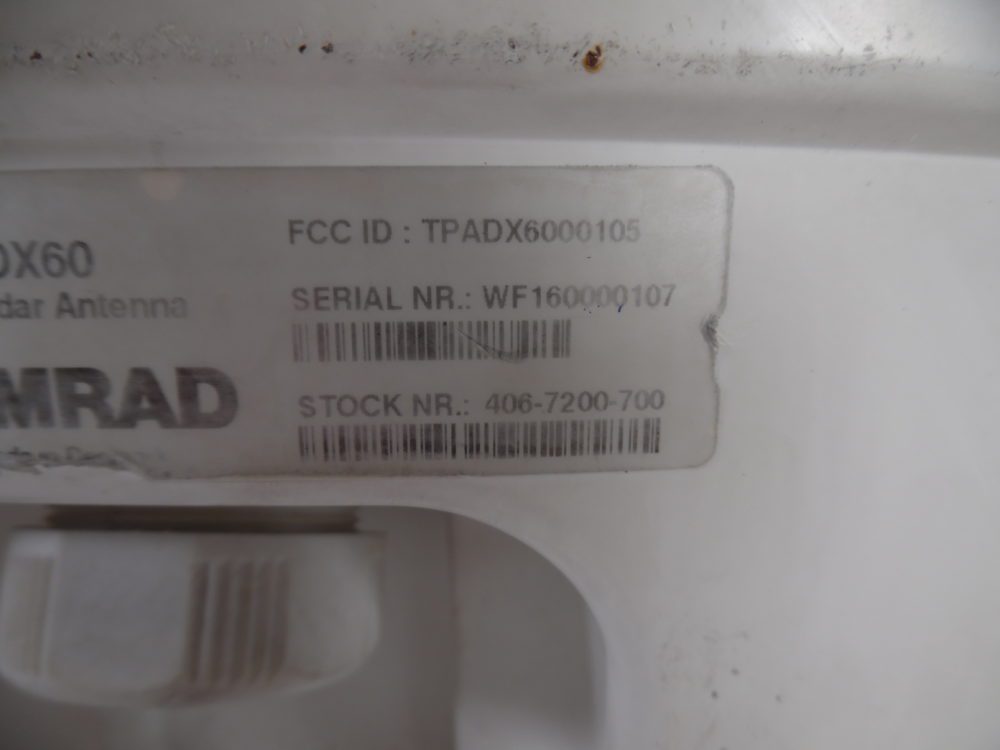 DX60
FCC ID : TPADX6000105
dar Antenna
SERIAL NR.: WF160000107
MRAD
STOCK NR.: 406-7200-700